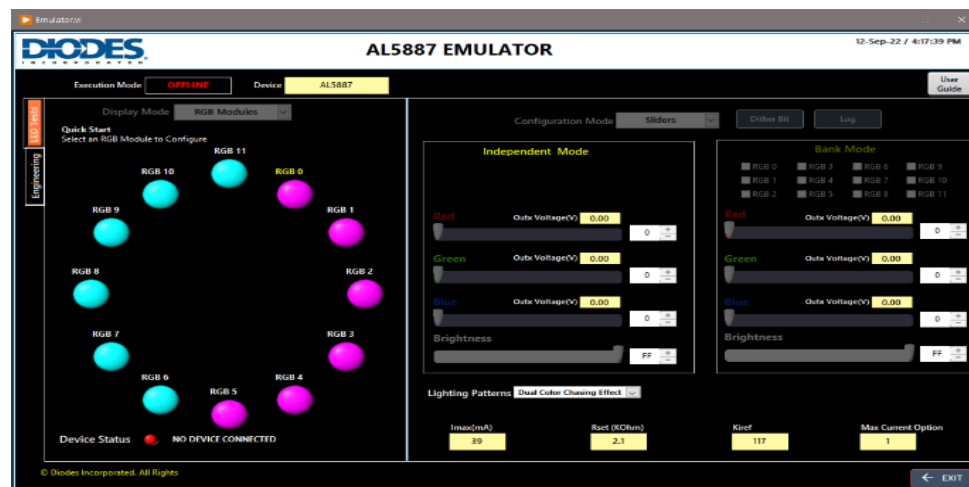 Emulator.vi
DIODES
INCORPORATED
AL5887 EMULATOR
12-Sep-22 / 4:17:39 PM
Execution Mode OFFLINE Device AL5887
User Guide
LED Tests
Engineering
Display Mode RGB Modules
Quick Start
Select an RGB Module to Configure
RGB 11
RGB 10
RGB 0
RGB 9
RGB 1
RGB 8
RGB 2
RGB 7
RGB 3
RGB 6
RGB 4
RGB 5
Device Status NO DEVICE CONNECTED
Configuration Mode Sliders Dither Bit Log
Independent Mode
Red Outx Voltage(V) 0.00
0
Green Outx Voltage(V) 0.00
0
Blue Outx Voltage(V) 0.00
0
Brightness
FF
Bank Mode
RGB 0 RGB 3 RGB 6 RGB 9
RGB 1 RGB 4 RGB 7 RGB 10
RGB 2 RGB 5 RGB 8 RGB 11
Red Outx Voltage(V) 0.00
0
Green Outx Voltage(V) 0.00
0
Blue Outx Voltage(V) 0.00
0
Brightness
FF
Lighting Patterns Dual Color Chasing Effect
Imax(mA) Rset (KOhm) Kiref Max Current Option
39 2.1 117 1
© Diodes Incorporated. All Rights
EXIT